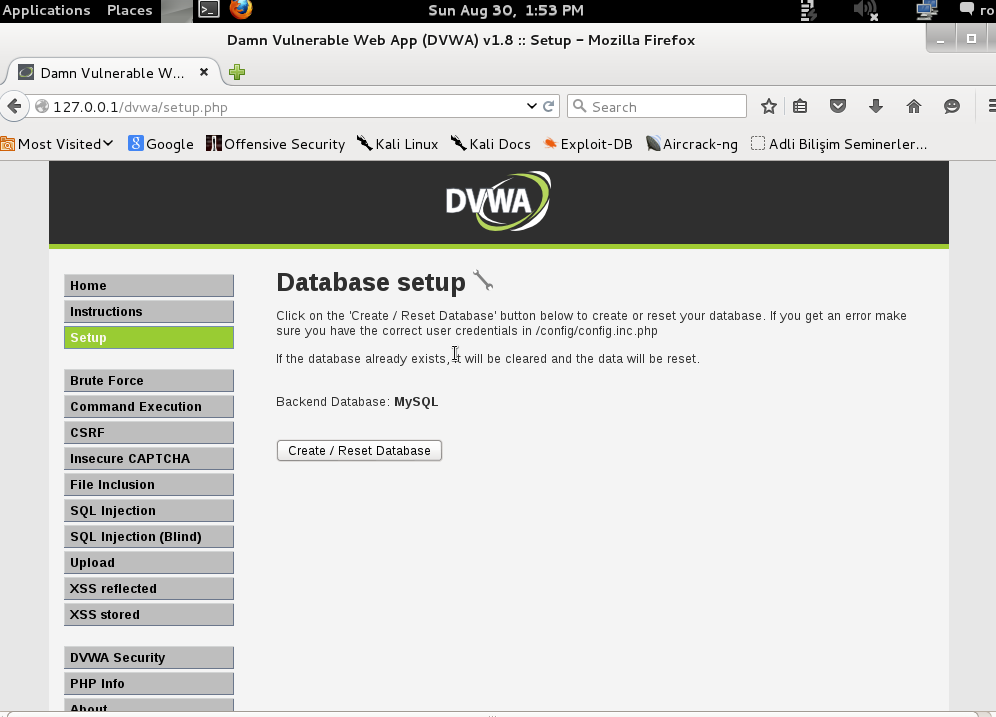 Applications Places Sun Aug 30, 1:53 PM ro
Damn Vulnerable Web App (DVWA) v1.8 :: Setup - Mozilla Firefox
Damn Vulnerable W...
127.0.0.1/dvwa/setup.php Search
Most Visited Google Offensive Security Kali Linux Kali Docs Exploit-DB Aircrack-ng Adli Bilişim Seminerler...
DVWA
Home
Instructions
Setup
Brute Force
Command Execution
CSRF
Insecure CAPTCHA
File Inclusion
SQL Injection
SQL Injection (Blind)
Upload
XSS reflected
XSS stored
DVWA Security
PHP Info
About
Database setup
Click on the 'Create / Reset Database' button below to create or reset your database. If you get an error make
sure you have the correct user credentials in /config/config.inc.php
If the database already exists, it will be cleared and the data will be reset.
Backend Database: MySQL
Create / Reset Database